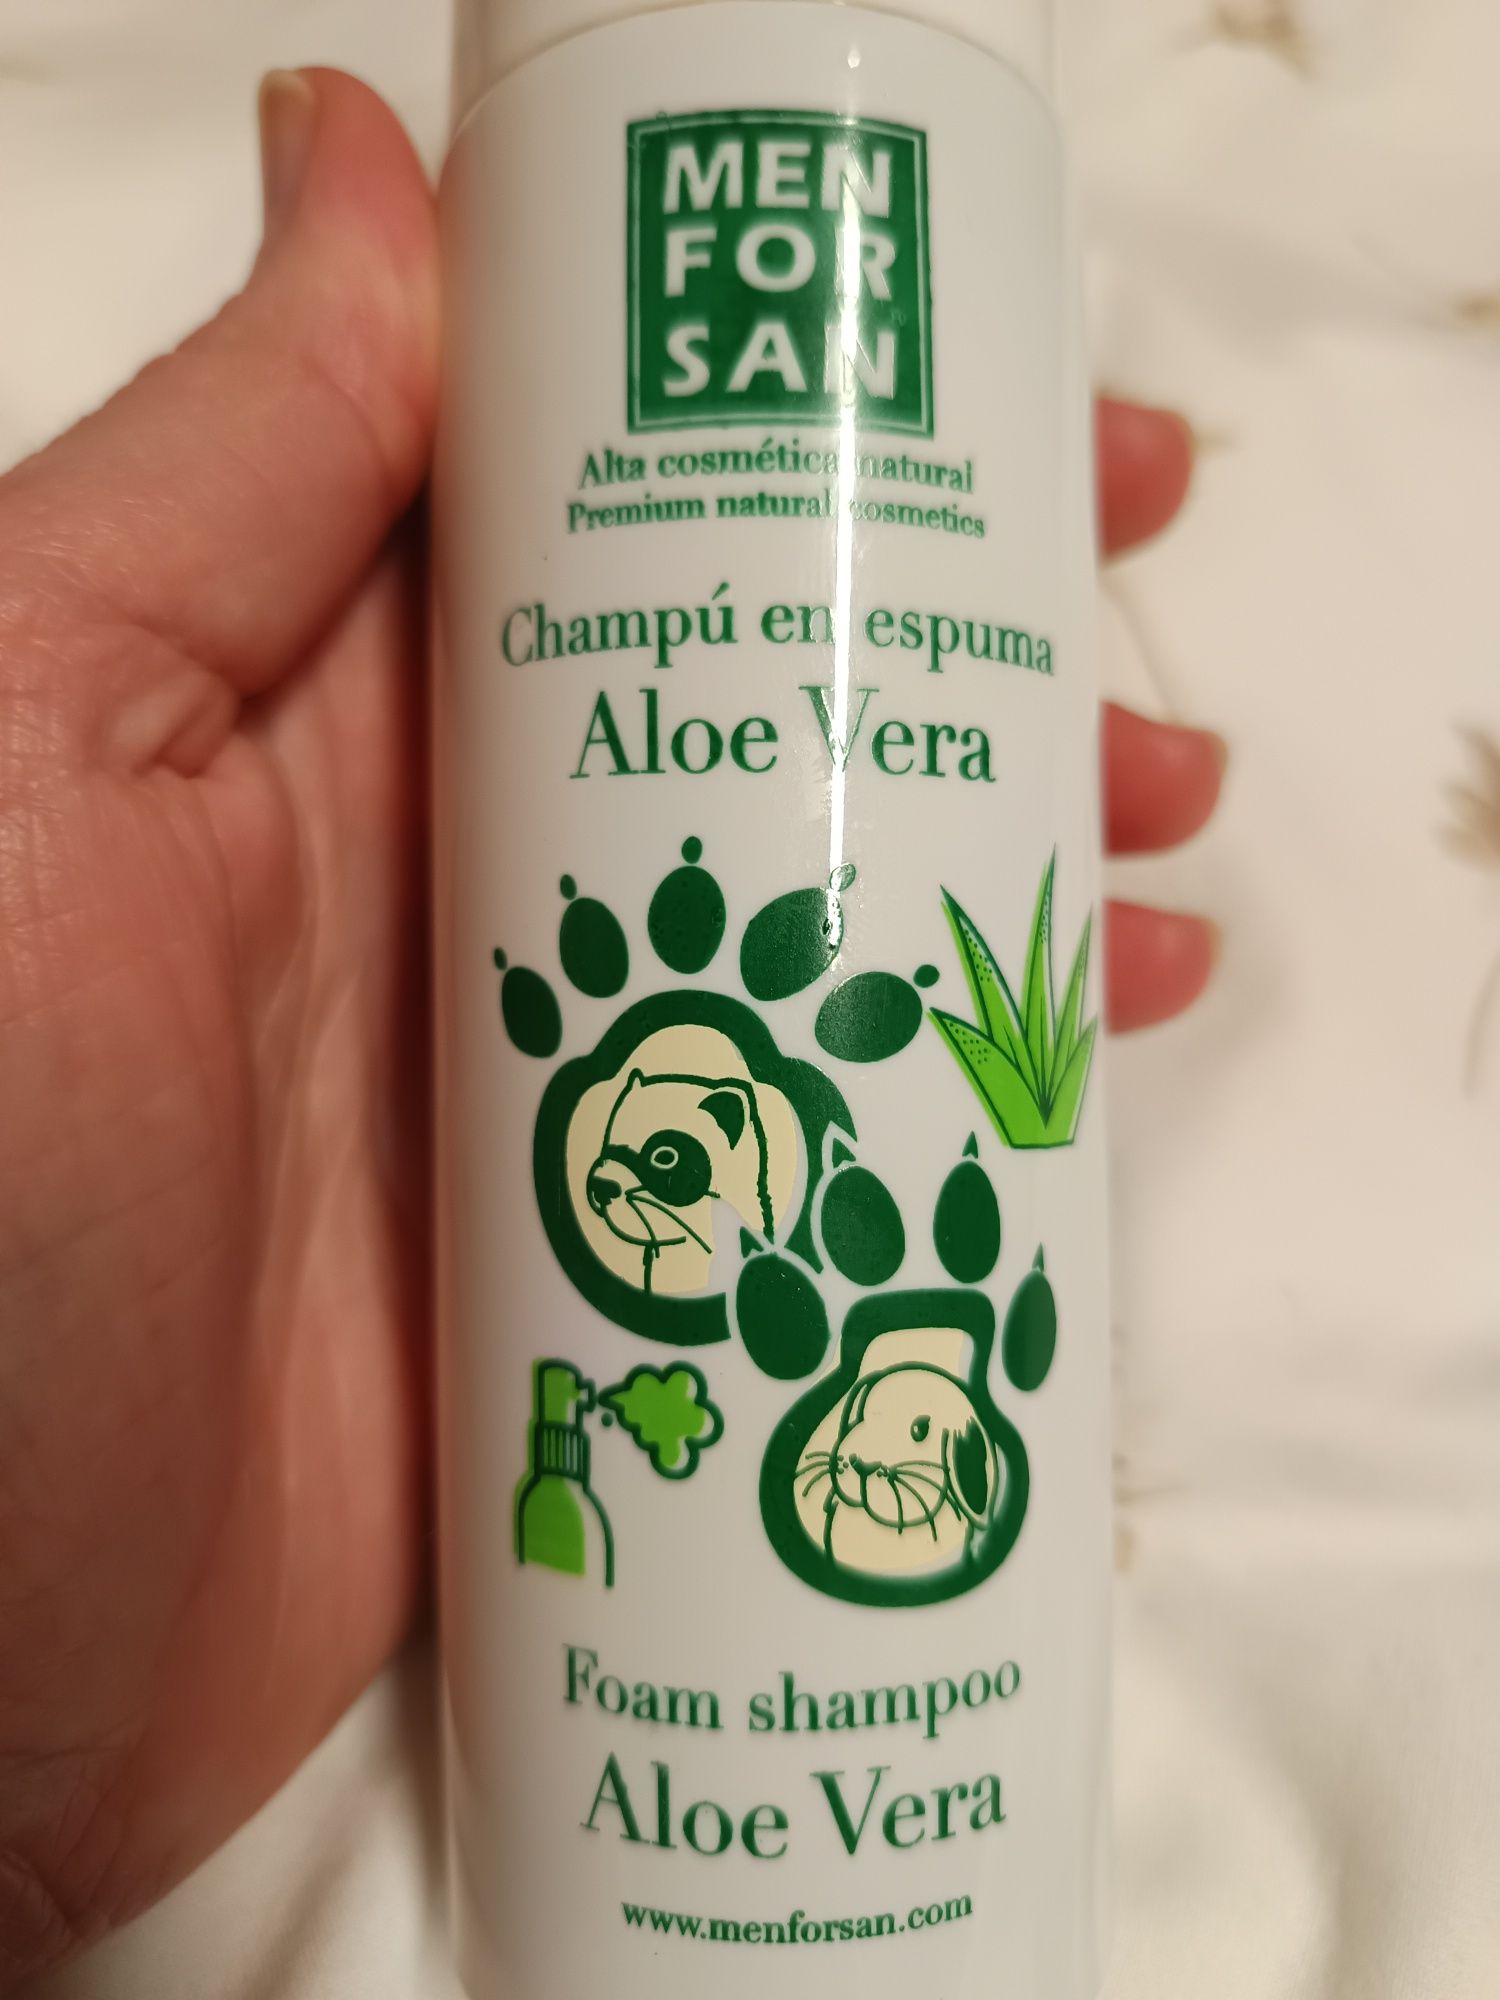 MEN
FOR
SAN
Alta cosmética natural
Premium natural cosmetics
Champú en espuma
Aloe Vera
Foam shampoo
Aloe Vera
www.menforsan.com